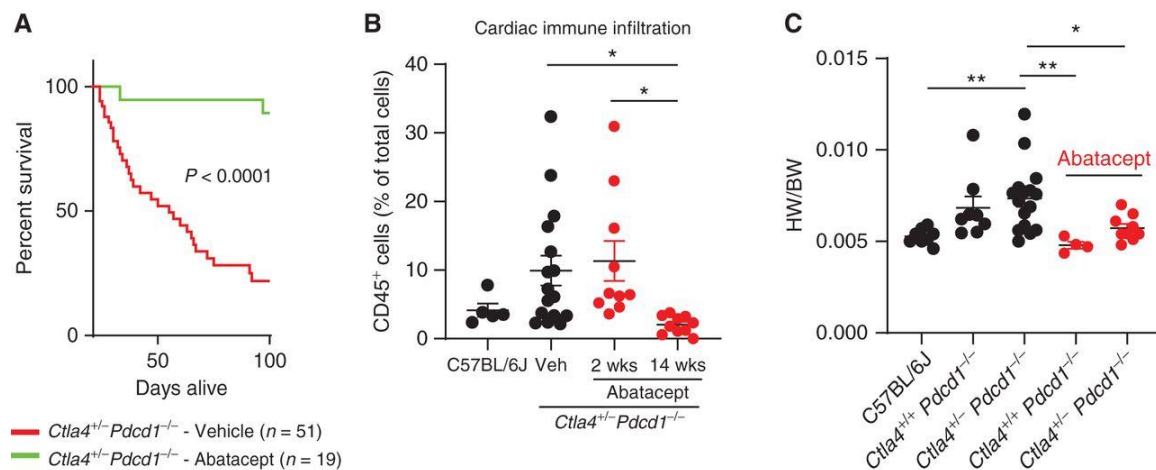 A
Percent survival
100
50
0
P < 0.0001
50
100
Days alive
Ctla4+/–Pdcd1–/– - Vehicle (n = 51)
Ctla4+/–Pdcd1–/– - Abatacept (n = 19)
B
Cardiac immune infiltration
CD45+ cells (% of total cells)
40
30
20
10
0
*
*
C57BL/6J
Veh
2 wks
14 wks
Abatacept
Ctla4+/–Pdcd1–/–
C
HW/BW
0.015
0.010
0.005
0.000
*
**
**
Abatacept
C57BL/6J
Ctla4+/+ Pdcd1–/–
Ctla4+/– Pdcd1–/–
Ctla4+/+ Pdcd1–/–
Ctla4+/– Pdcd1–/–